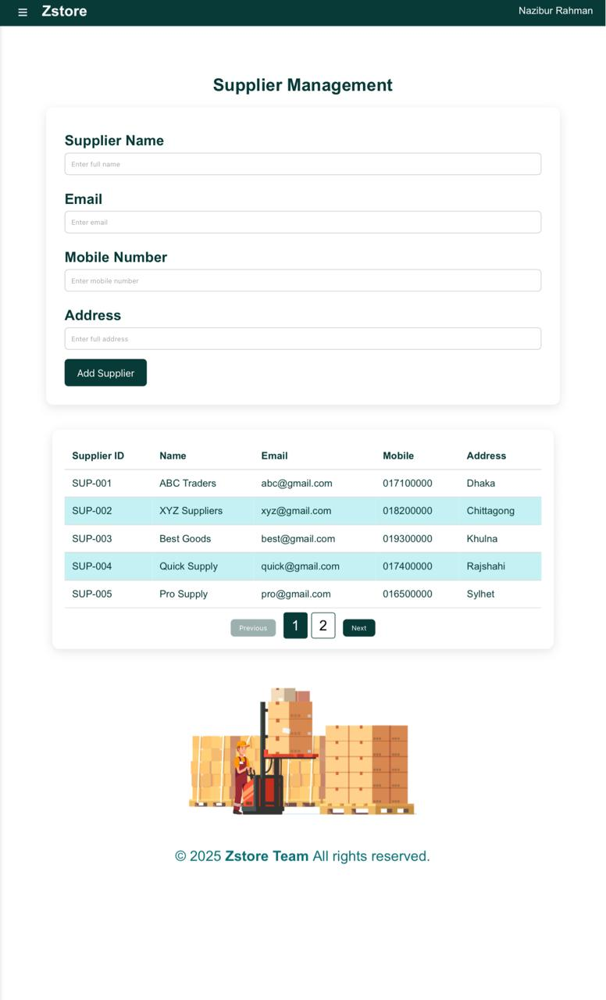 ≡ Zstore Nazibur Rahman
Supplier Management
Supplier Name
Enter full name
Email
Enter email
Mobile Number
Enter mobile number
Address
Enter full address
Add Supplier
Supplier ID Name Email Mobile Address
SUP-001 ABC Traders abc@gmail.com 017100000 Dhaka
SUP-002 XYZ Suppliers xyz@gmail.com 018200000 Chittagong
SUP-003 Best Goods best@gmail.com 019300000 Khulna
SUP-004 Quick Supply quick@gmail.com 017400000 Rajshahi
SUP-005 Pro Supply pro@gmail.com 016500000 Sylhet
Previous 1 2 Next
© 2025 Zstore Team All rights reserved.